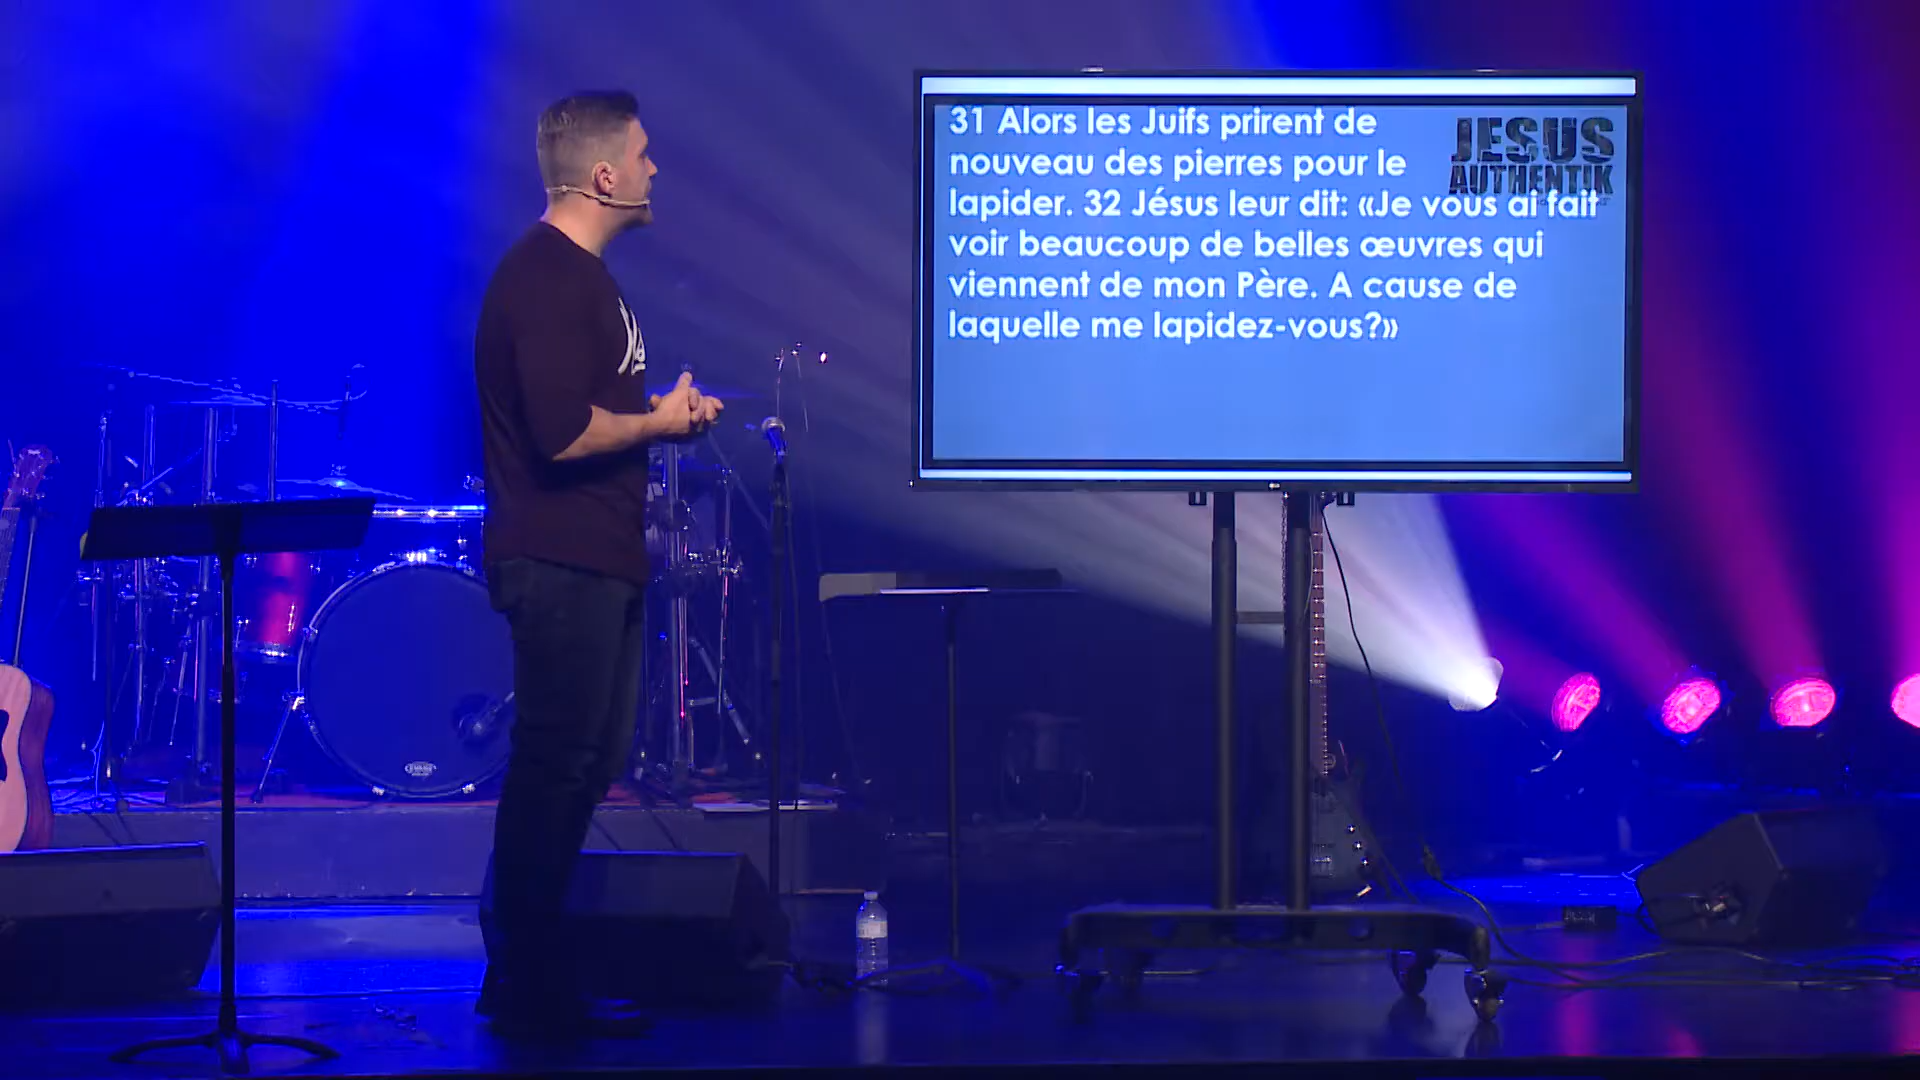 31 Alors les Juifs prirent de
nouveau des pierres pour le
lapider. 32 Jésus leur dit: «Je vous ai fait
voir beaucoup de belles œuvres qui
viennent de mon Père. A cause de
laquelle me lapidez-vous?»
JESUS
AUTHENTIK